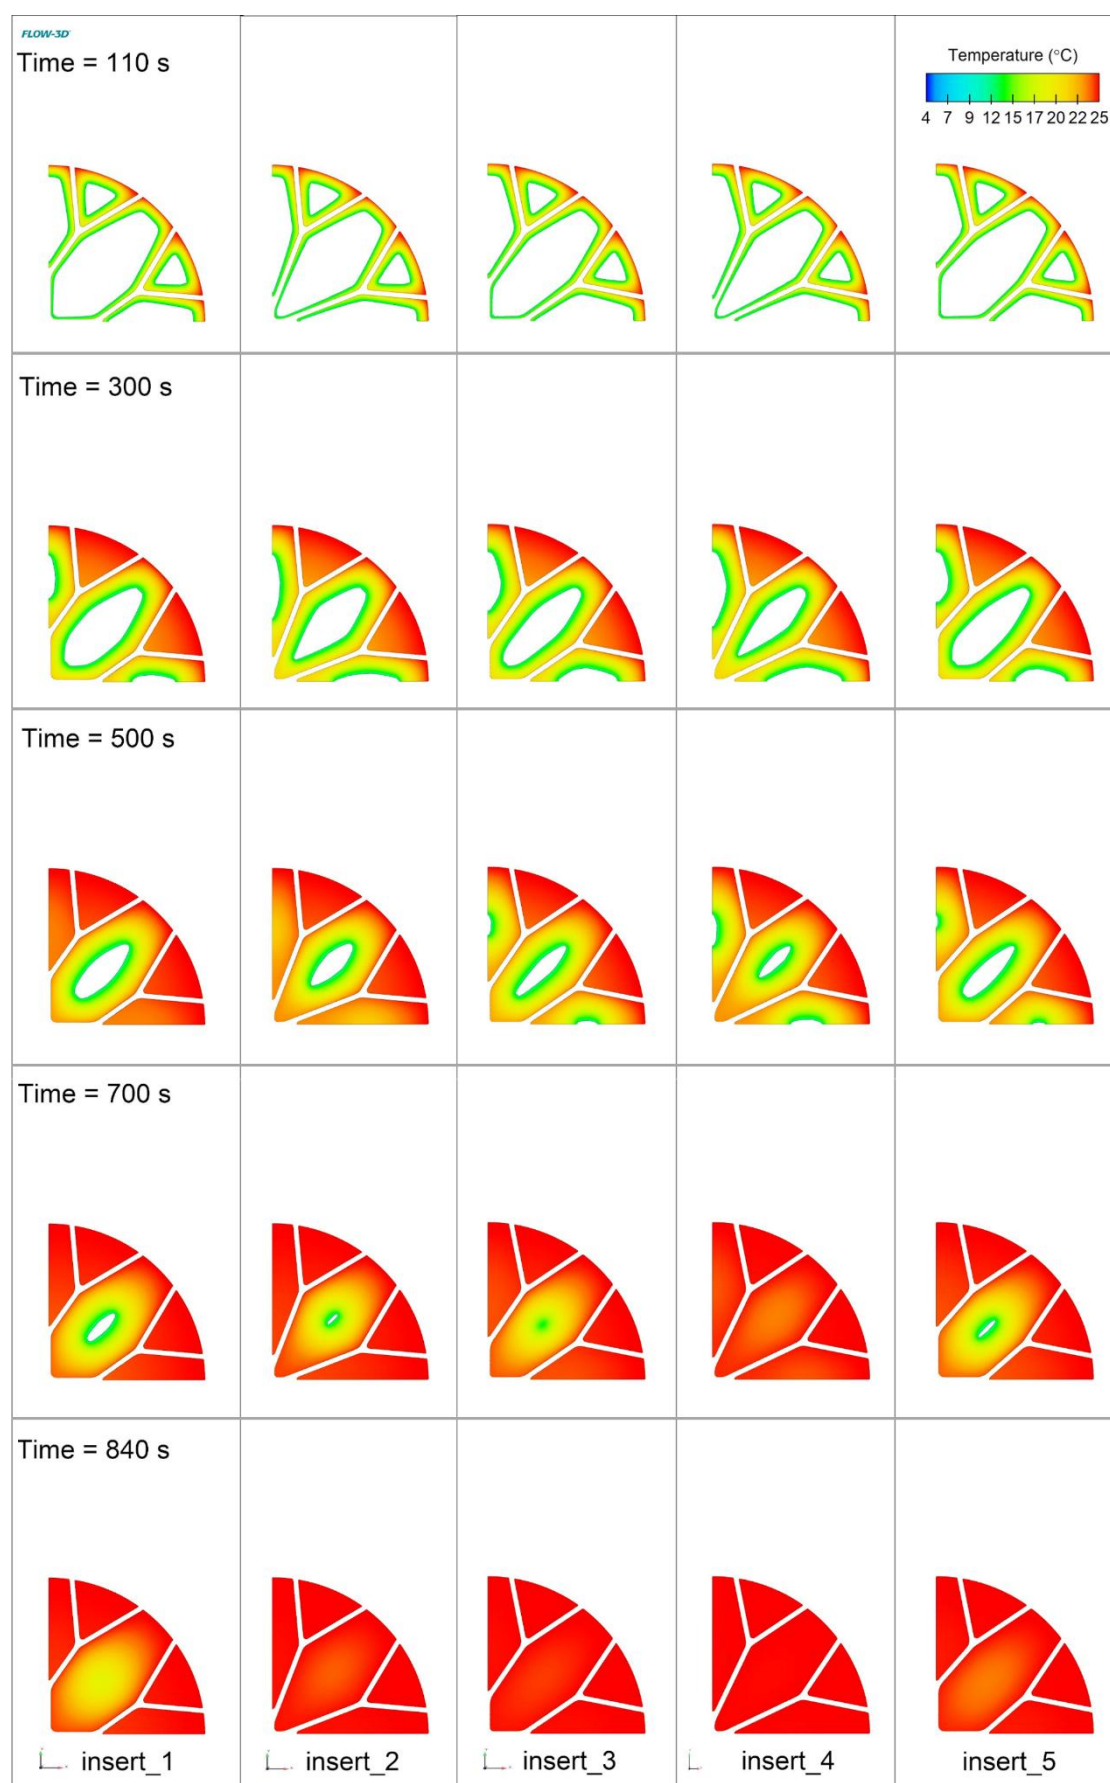 FLOW-3D
Time = 110 s
Temperature (°C)
4 7 9 12 15 17 20 22 25
Time = 300 s
Time = 500 s
Time = 700 s
Time = 840 s
insert_1 insert_2 insert_3 insert_4 insert_5